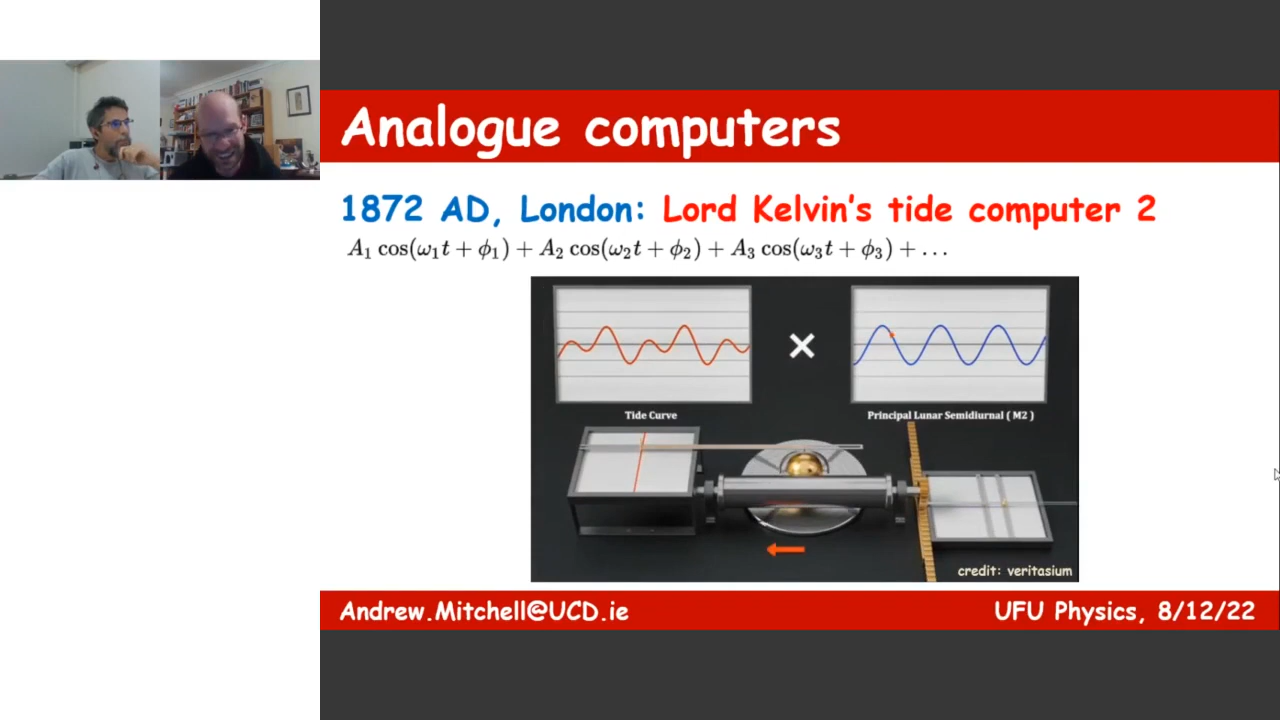 Analogue computers
1872 AD, London: Lord Kelvin's tide computer 2
A₁ cos(ω₁t + ϕ₁) + A₂ cos(ω₂t + ϕ₂) + A₃ cos(ω₃t + ϕ₃) + . . .
×
Tide Curve
Principal Lunar Semidiurnal ( M2 )
credit: veritasium
Andrew.Mitchell@UCD.ie
UFU Physics, 8/12/22